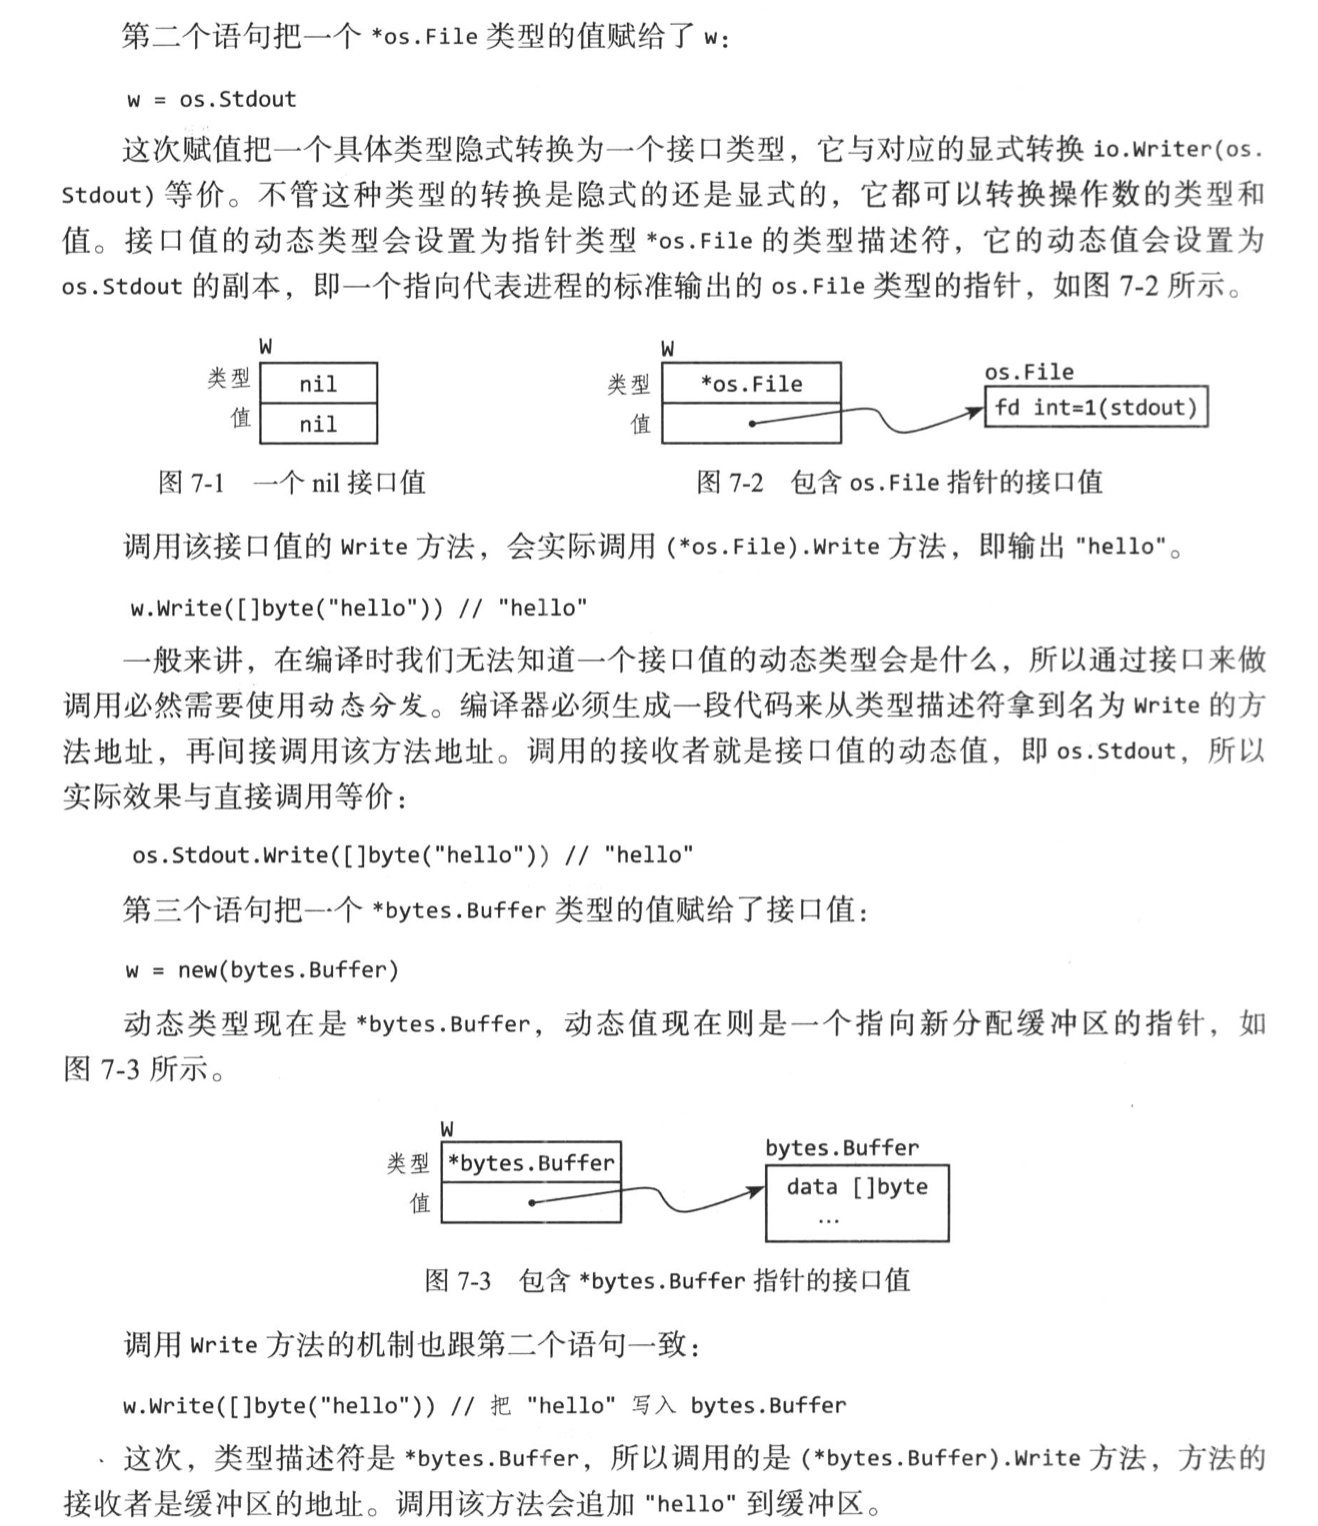 第二个语句把一个 *os.File 类型的值赋给了 w：
w = os.Stdout
这次赋值把一个具体类型隐式转换为一个接口类型，它与对应的显式转换 io.Writer(os.
Stdout) 等价。不管这种类型的转换是隐式的还是显式的，它都可以转换操作数的类型和
值。接口值的动态类型会设置为指针类型 *os.File 的类型描述符，它的动态值会设置为
os.Stdout 的副本，即一个指向代表进程的标准输出的 os.File 类型的指针，如图 7-2 所示。
W
类型 nil
值 nil
图 7-1 一个 nil 接口值
W
类型 *os.File
值
os.File
fd int=1(stdout)
图 7-2 包含 os.File 指针的接口值
调用该接口值的 Write 方法，会实际调用 (*os.File).Write 方法，即输出 "hello"。
w.Write([]byte("hello")) // "hello"
一般来讲，在编译时我们无法知道一个接口值的动态类型会是什么，所以通过接口来做
调用必然需要使用动态分发。编译器必须生成一段代码来从类型描述符拿到名为 Write 的方
法地址，再间接调用该方法地址。调用的接收者就是接口值的动态值，即 os.Stdout，所以
实际效果与直接调用等价：
os.Stdout.Write([]byte("hello")) // "hello"
第三个语句把一个 *bytes.Buffer 类型的值赋给了接口值：
w = new(bytes.Buffer)
动态类型现在是 *bytes.Buffer，动态值现在则是一个指向新分配缓冲区的指针，如
图 7-3 所示。
W
类型 *bytes.Buffer
值
bytes.Buffer
data []byte
...
图 7-3 包含 *bytes.Buffer 指针的接口值
调用 Write 方法的机制也跟第二个语句一致：
w.Write([]byte("hello")) // 把 "hello" 写入 bytes.Buffer
这次，类型描述符是 *bytes.Buffer，所以调用的是 (*bytes.Buffer).Write 方法，方法的
接收者是缓冲区的地址。调用该方法会追加 "hello" 到缓冲区。